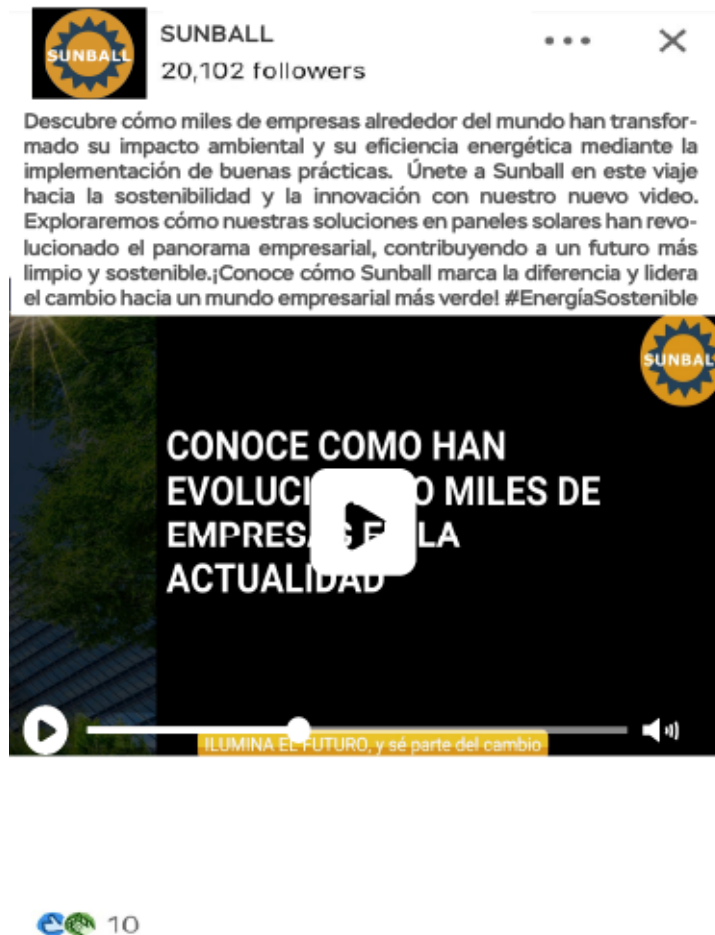 SUNBALL
SUNBALL
20,102 followers
Descubre cómo miles de empresas alrededor del mundo han transfor-
mado su impacto ambiental y su eficiencia energética mediante la
implementación de buenas prácticas. Únete a Sunball en este viaje
hacia la sostenibilidad y la innovación con nuestro nuevo video.
Exploraremos cómo nuestras soluciones en paneles solares han revo-
lucionado el panorama empresarial, contribuyendo a un futuro más
limpio y sostenible.¡Conoce cómo Sunball marca la diferencia y lidera
el cambio hacia un mundo empresarial más verde! #EnergíaSostenible
SUNBAL
CONOCE COMO HAN
EVOLUCI O MILES DE
EMPRESAS E LA
ACTUALIDAD
ILUMINA EL FUTURO, y sé parte del cambio
10